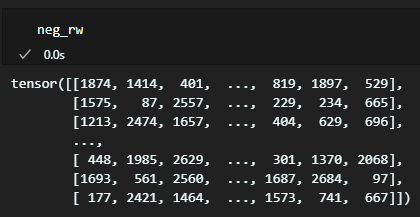 neg_rw
0.0s
tensor([[1874, 1414, 401, ..., 819, 1897, 529],
[1575, 87, 2557, ..., 229, 234, 665],
[1213, 2474, 1657, ..., 404, 629, 696],
...,
[ 448, 1985, 2629, ..., 301, 1370, 2068],
[1693, 561, 2560, ..., 1687, 2684, 97],
[ 177, 2421, 1464, ..., 1573, 741, 667]])